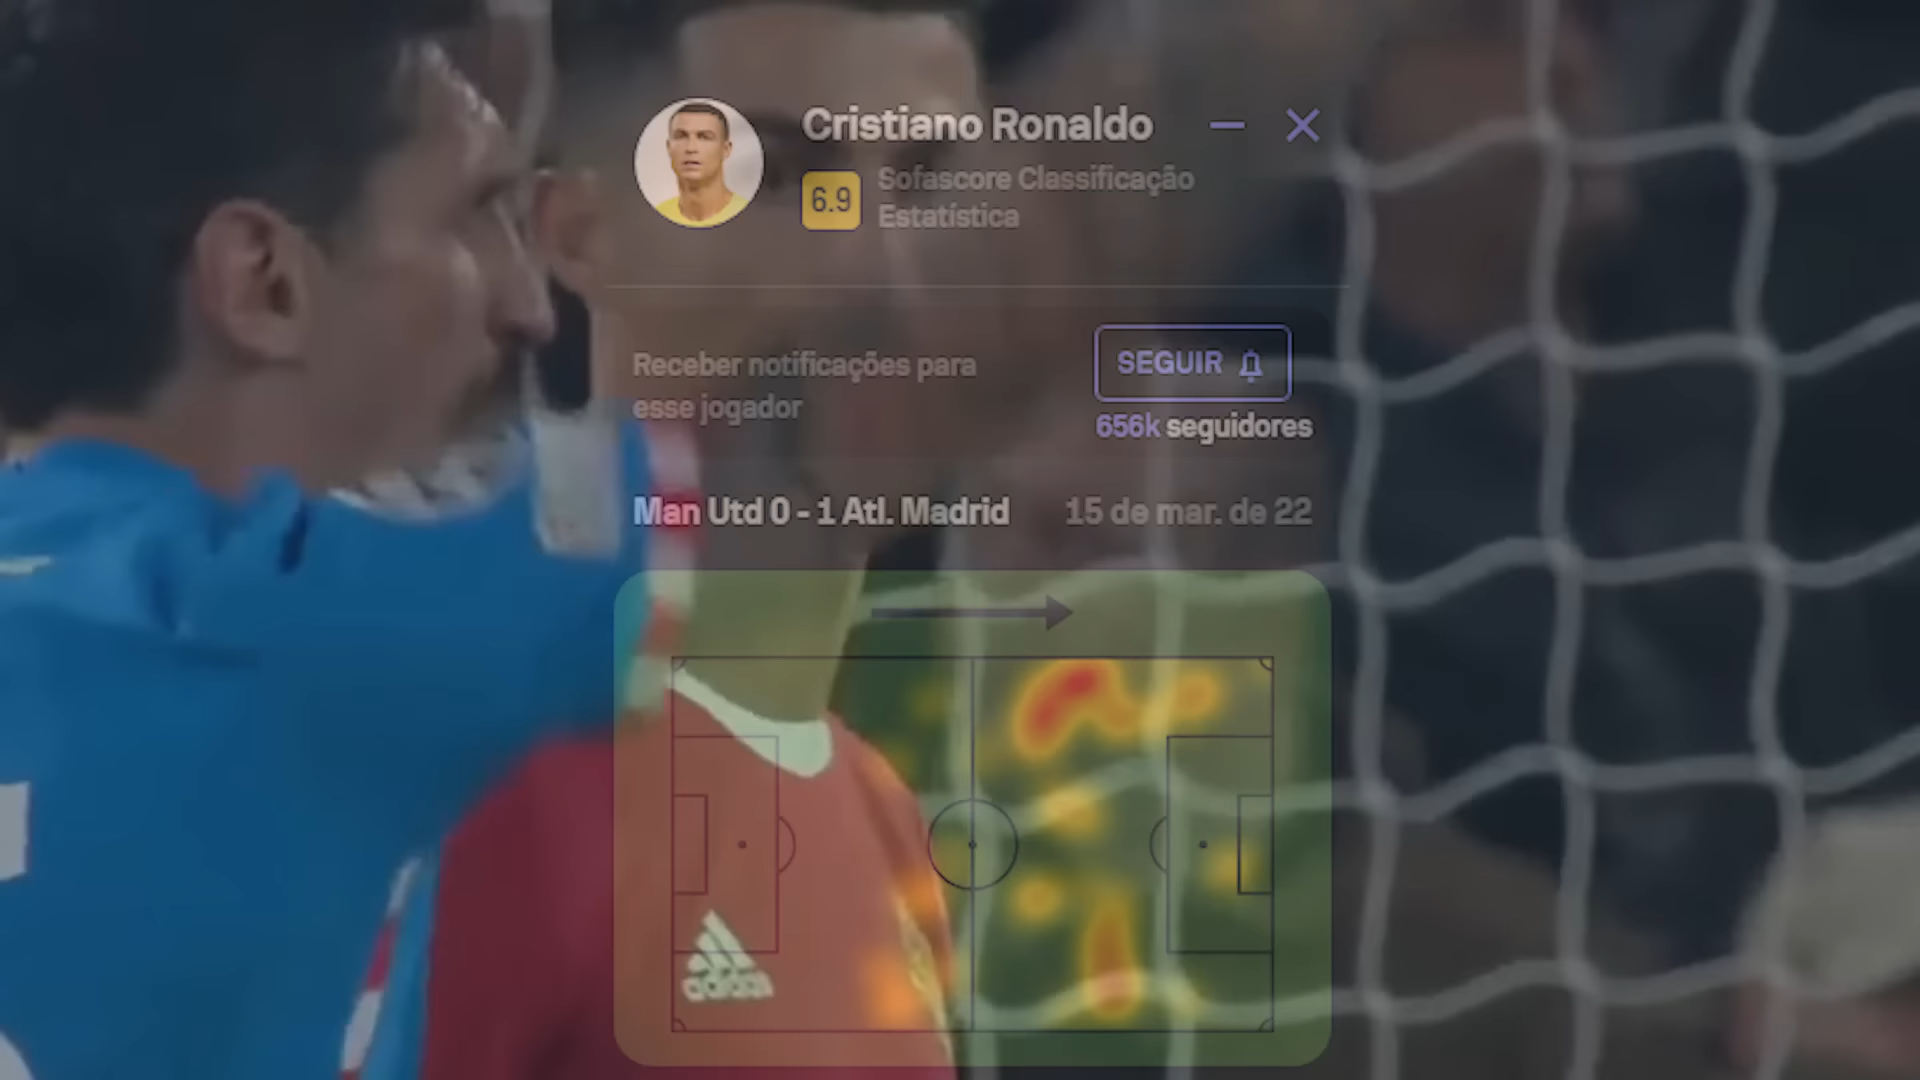 Cristiano Ronaldo
6.9
Sofascore Classificação
Estatística
Receber notificações para
esse jogador
SEGUIR
656k seguidores
Man Utd 0 - 1 Atl. Madrid
15 de mar. de 22
adidas